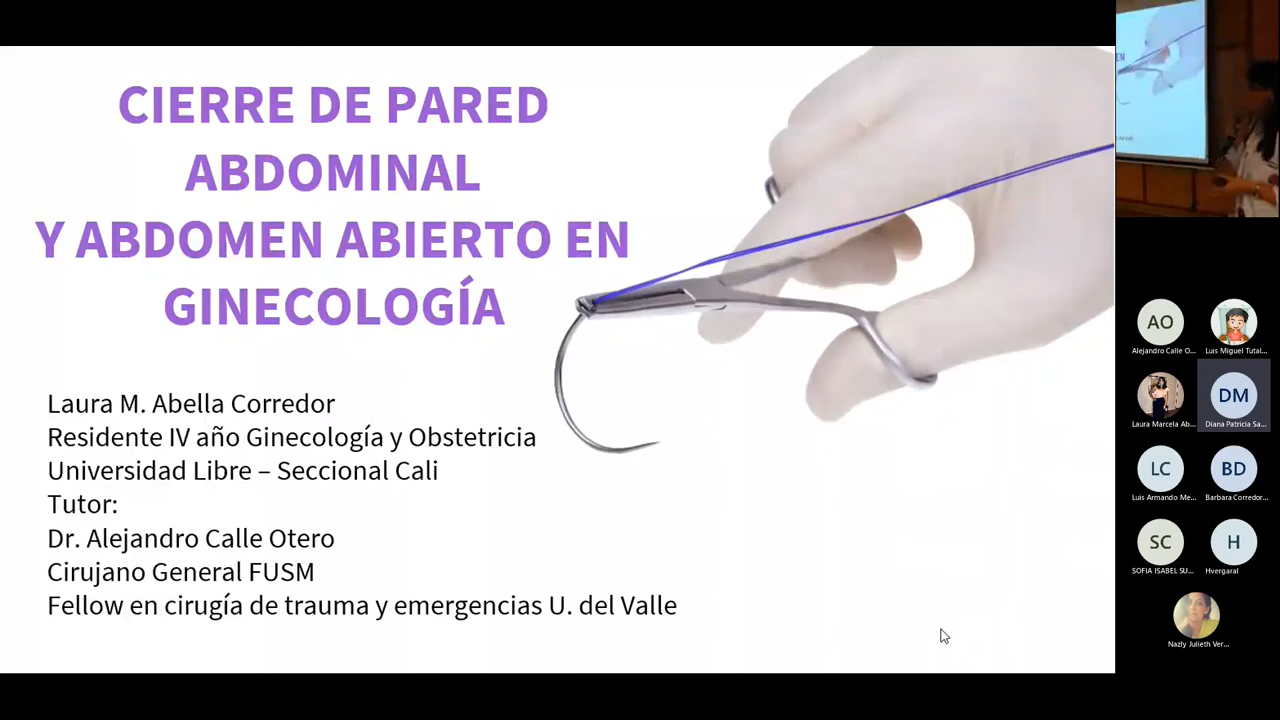 CIERRE DE PARED
ABDOMINAL
Y ABDOMEN ABIERTO EN
GINECOLOGÍA
Laura M. Abella Corredor
Residente IV año Ginecología y Obstetricia
Universidad Libre – Seccional Cali
Tutor:
Dr. Alejandro Calle Otero
Cirujano General FUSM
Fellow en cirugía de trauma y emergencias U. del Valle
AO
Alejandro Calle O...
Luis Miguel Tutal...
Laura Marcela Ab...
DM
Diana Patricia Sa...
LC
Luis Armando Me...
BD
Barbara Corredor...
SC
SOFIA ISABEL SU...
H
Hvergaral
Nazly Julieth Ver...